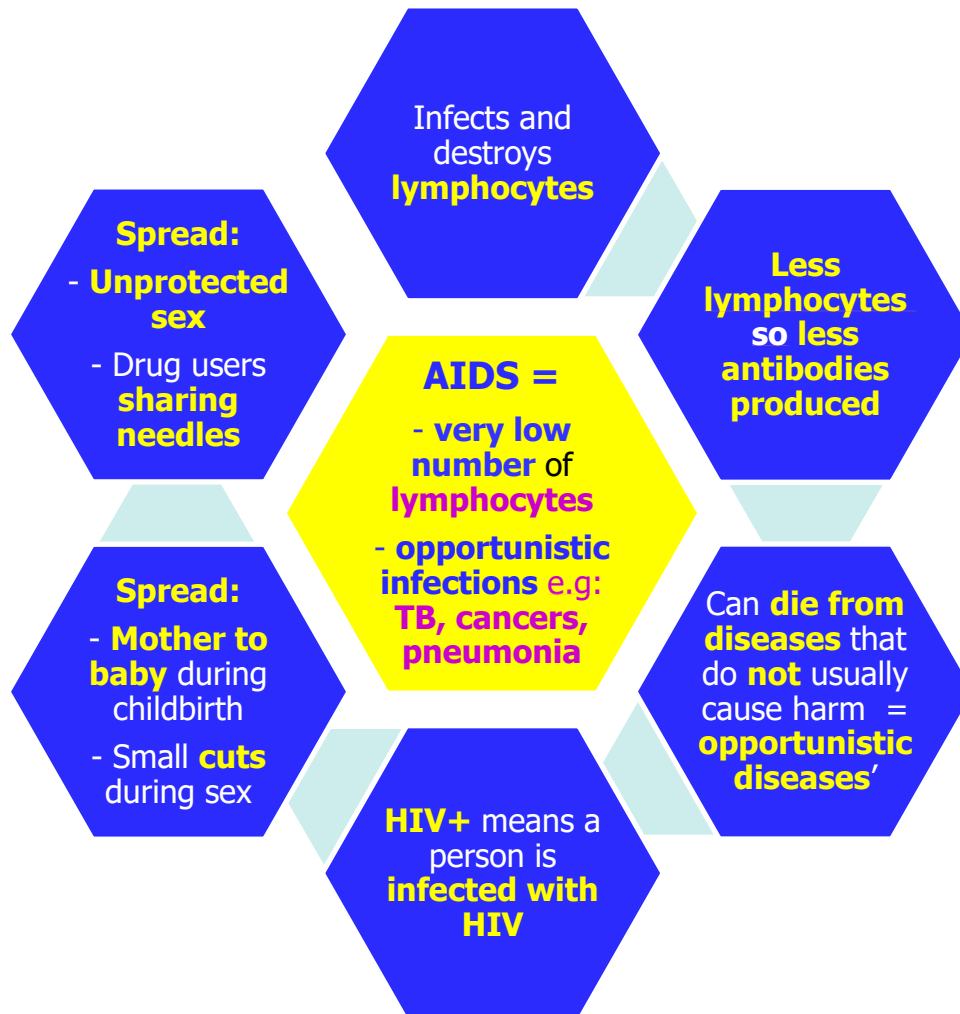 Infects and
destroys
lymphocytes
Less
lymphocytes
so less
antibodies
produced
Can die from
diseases that
do not usually
cause harm =
opportunistic
diseases’
HIV+ means a
person is
infected with
HIV
Spread:
- Mother to
baby during
childbirth
- Small cuts
during sex
Spread:
- Unprotected
sex
- Drug users
sharing
needles
AIDS =
- very low
number of
lymphocytes
- opportunistic
infections e.g:
TB, cancers,
pneumonia